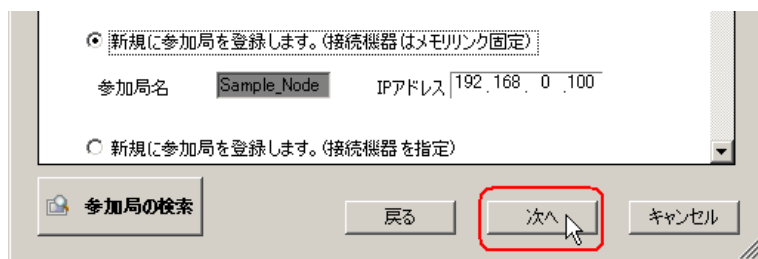 新規に参加局を登録します。(接続機器はメモリリンク固定)
参加局名 Sample_Node IPアドレス 192 .168 . 0 .100
新規に参加局を登録します。(接続機器を指定)
参加局の検索 戻る 次へ キャンセル